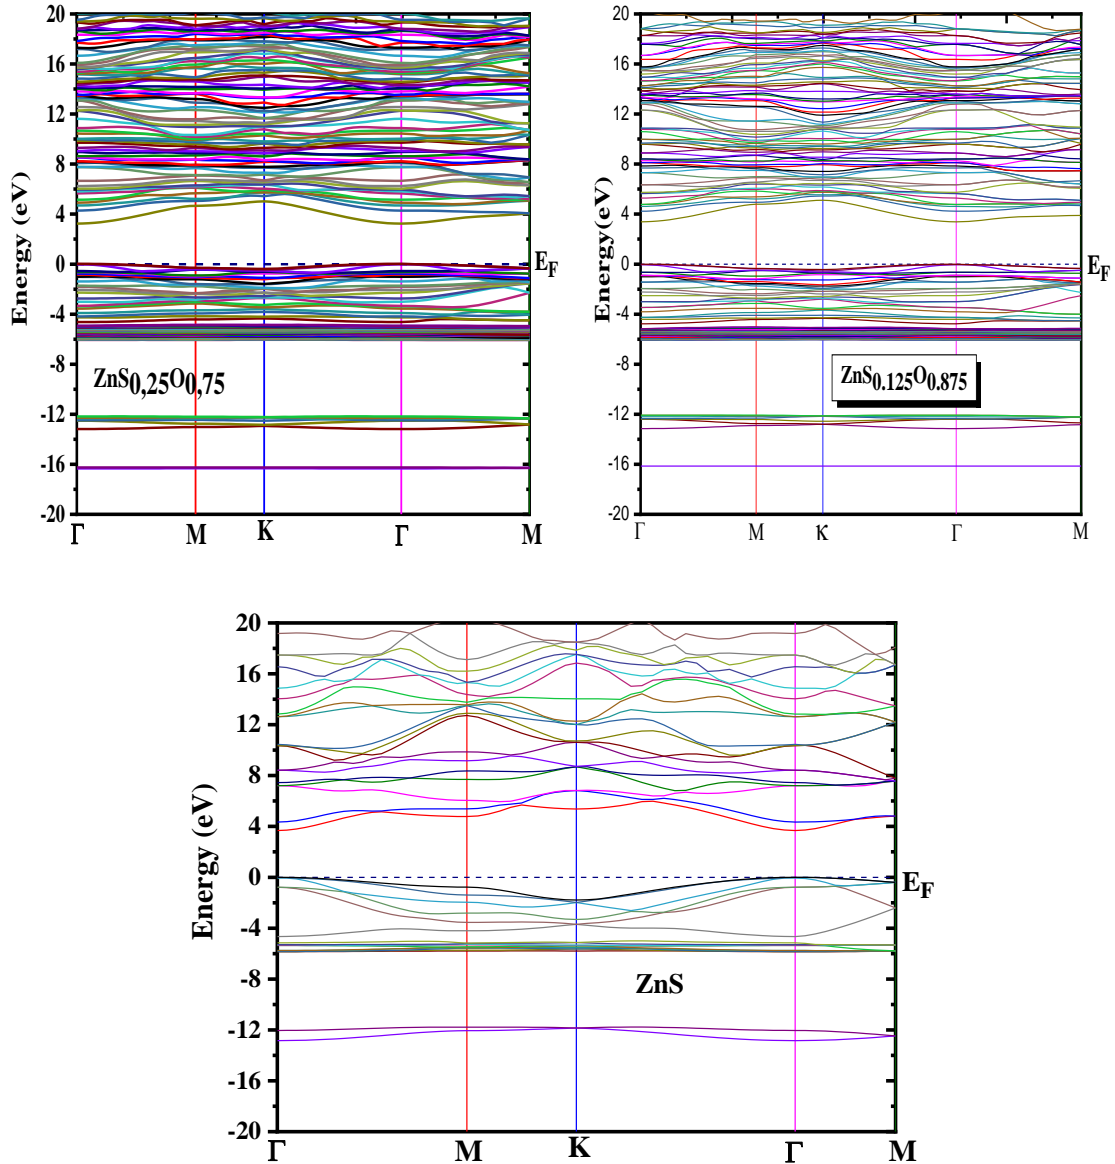 20
16
12
8
4
0
-4
-8
-12
-16
-20
Energy (eV)
E_F
ZnS0,25O0,75
Γ M K Γ M
20
16
12
8
4
0
-4
-8
-12
-16
-20
Energy(eV)
E_F
ZnS0.125O0.875
Γ M K Γ M
20
16
12
8
4
0
-4
-8
-12
-16
-20
Energy (eV)
E_F
ZnS
Γ M K Γ M